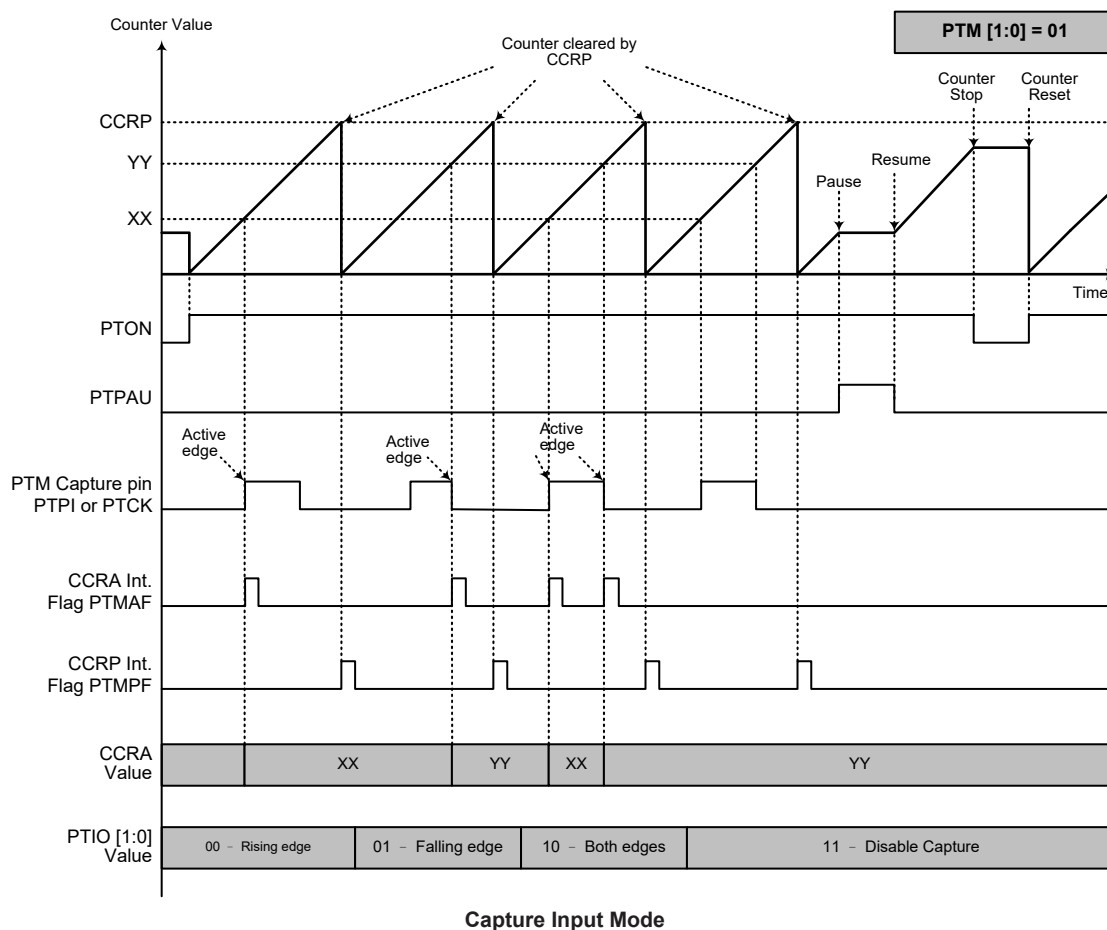 Counter Value
PTM [1:0] = 01
Counter cleared by
CCRP
Counter
Stop
Counter
Reset
CCRP
YY
Resume
Pause
XX
Time
PTON
PTPAU
Active
edge
Active
edge
Active
edge
PTM Capture pin
PTPI or PTCK
CCRA Int.
Flag PTMAF
CCRP Int.
Flag PTMPF
CCRA
Value
XX
YY
XX
YY
PTIO [1:0]
Value
00 – Rising edge
01 – Falling edge
10 – Both edges
11 – Disable Capture
Capture Input Mode